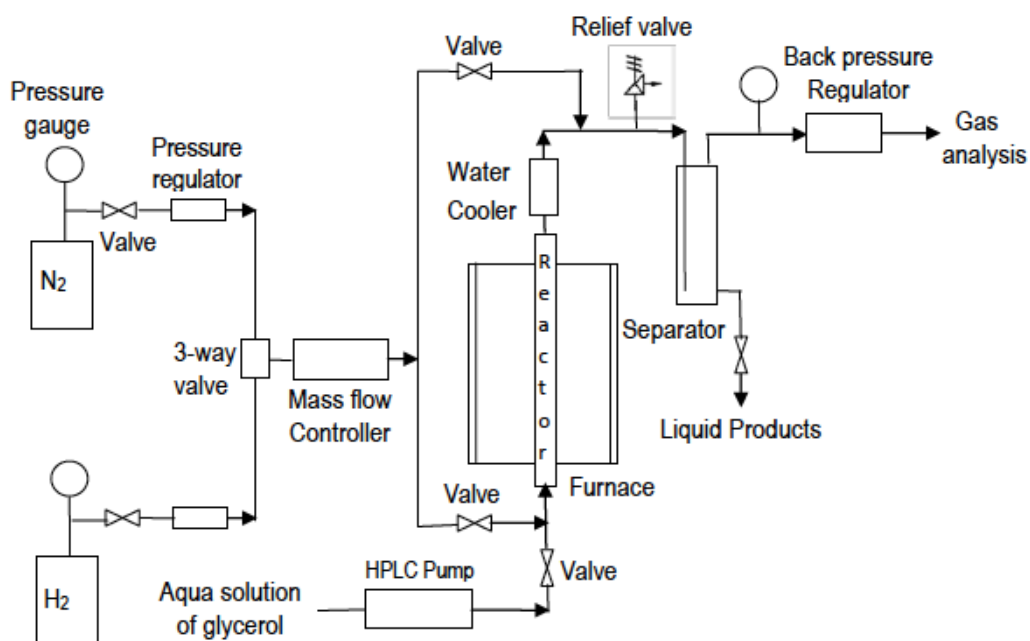 Relief valve
Valve
Back pressure
Regulator
Pressure
gauge
Gas
analysis
Pressure
regulator
Water
Cooler
Valve
N2
Reactor
Separator
3-way
valve
Mass flow
Controller
Liquid Products
Valve
Furnace
HPLC Pump
Valve
H2
Aqua solution
of glycerol